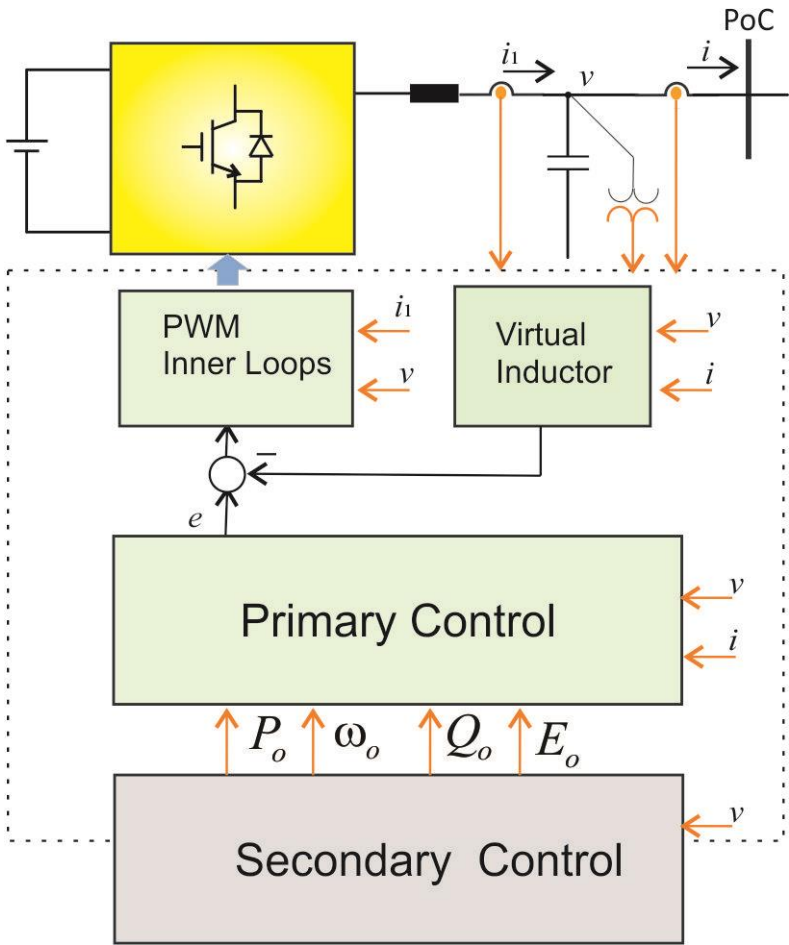 PoC
i₁
v
i
PWM
Inner Loops
i₁
v
Virtual
Inductor
v
i
−
e
Primary Control
v
i
Pₒ
ωₒ
Qₒ
Eₒ
Secondary Control
v